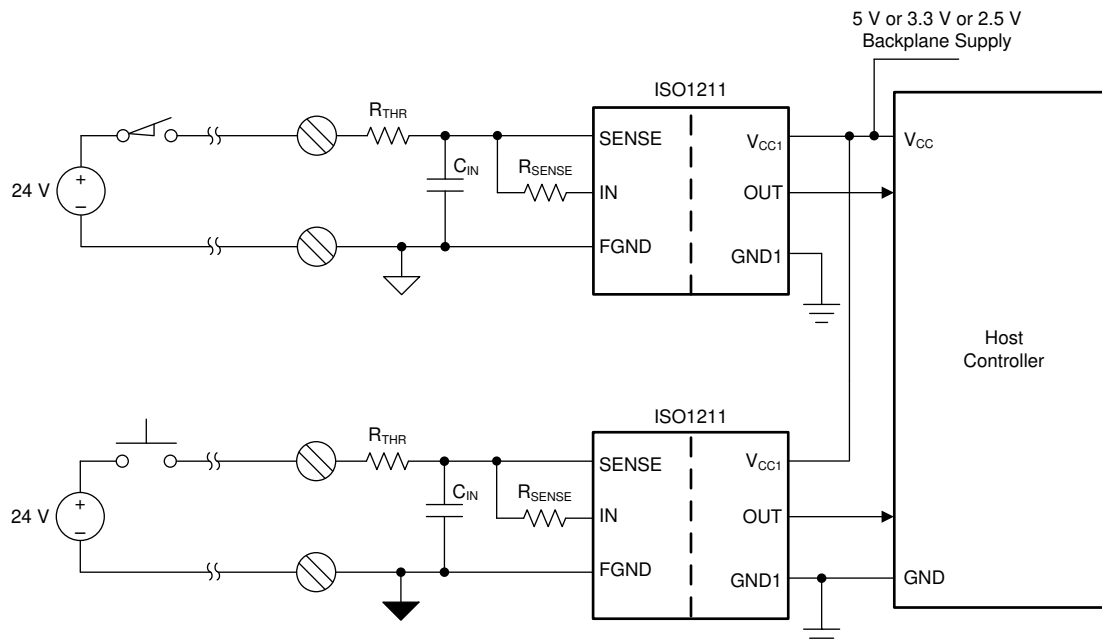 5 V or 3.3 V or 2.5 V
Backplane Supply
ISO1211
R_THR
SENSE
V_CC1
V_CC
C_IN
R_SENSE
24 V
+
–
IN
OUT
FGND
GND1
Host
Controller
ISO1211
R_THR
SENSE
V_CC1
C_IN
R_SENSE
24 V
+
–
IN
OUT
FGND
GND1
GND